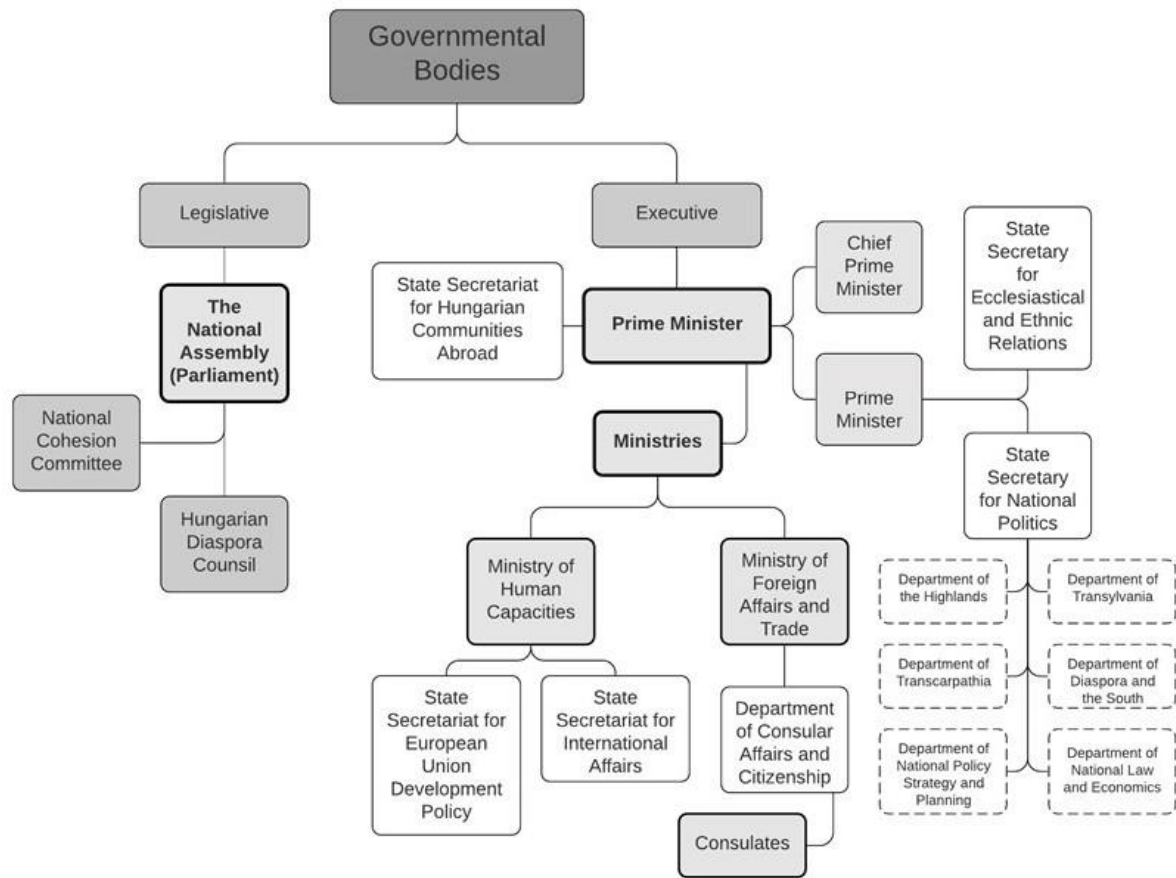 Governmental
Bodies
Legislative
Executive
The
National
Assembly
(Parliament)
National
Cohesion
Committee
Hungarian
Diaspora
Counsil
State Secretariat
for Hungarian
Communities
Abroad
Prime Minister
Chief
Prime
Minister
Prime
Minister
State
Secretary
for
Ecclesiastical
and Ethnic
Relations
State
Secretary
for National
Politics
Ministries
Ministry of
Human
Capacities
Ministry of
Foreign
Affairs and
Trade
State
Secretariat for
European
Union
Development
Policy
State
Secretariat for
International
Affairs
Department
of Consular
Affairs and
Citizenship
Consulates
Department of
the Highlands
Department of
Transylvania
Department of
Transcarpathia
Department of
Diaspora and
the South
Department of
National Policy
Strategy and
Planning
Department of
National Law
and Economics